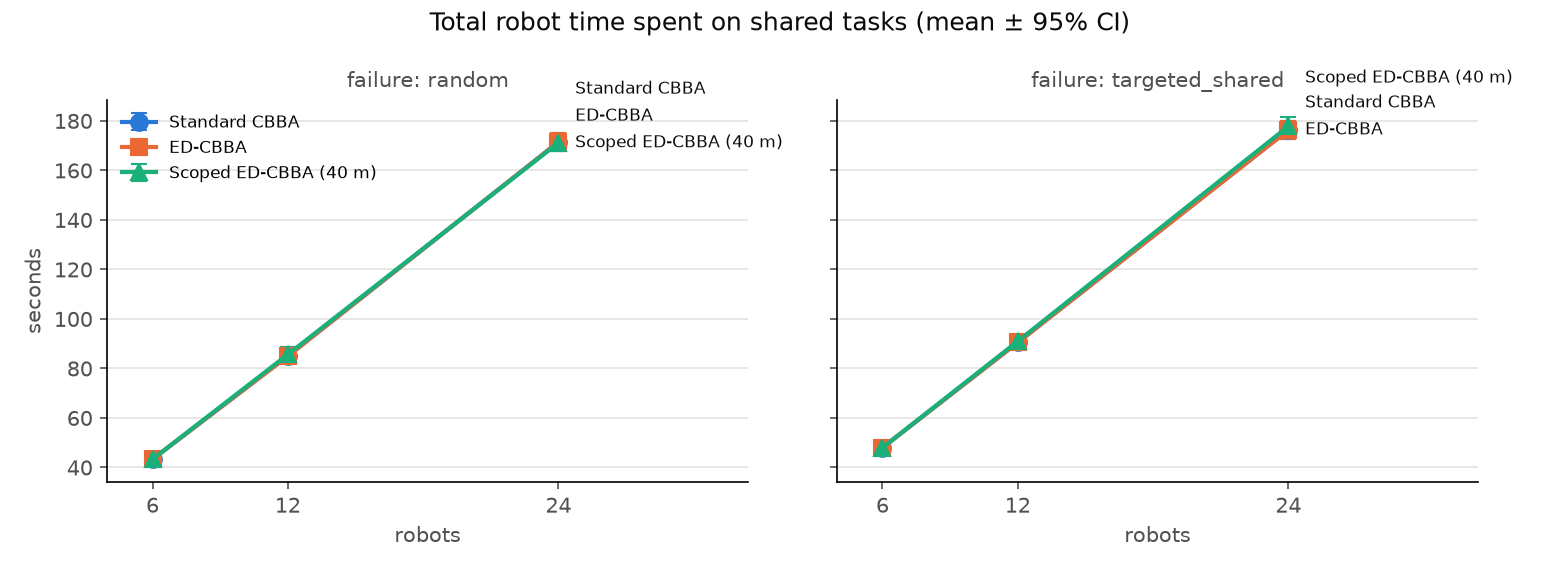 Total robot time spent on shared tasks (mean ± 95% CI)
failure: random
Standard CBBA
ED-CBBA
Scoped ED-CBBA (40 m)
Standard CBBA
ED-CBBA
Scoped ED-CBBA (40 m)
seconds
180
160
140
120
100
80
60
40
6
12
24
robots
failure: targeted_shared
Scoped ED-CBBA (40 m)
Standard CBBA
ED-CBBA
6
12
24
robots